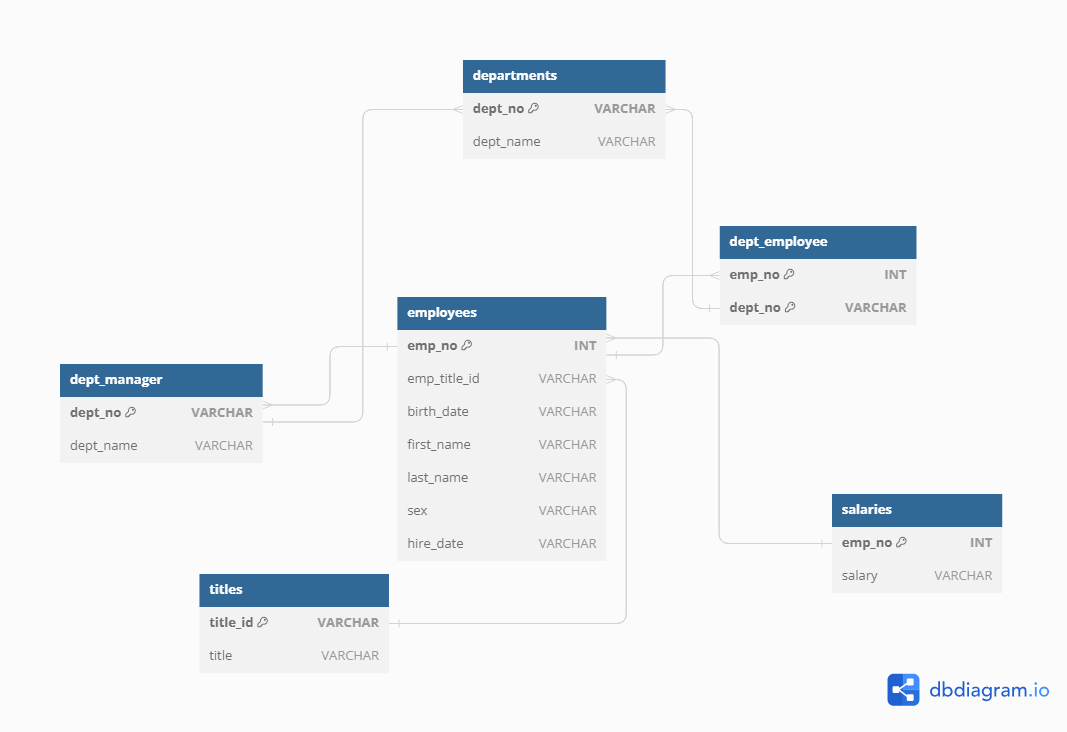 departments
dept_no VARCHAR
dept_name VARCHAR
dept_employee
emp_no INT
dept_no VARCHAR
employees
emp_no INT
emp_title_id VARCHAR
birth_date VARCHAR
first_name VARCHAR
last_name VARCHAR
sex VARCHAR
hire_date VARCHAR
dept_manager
dept_no VARCHAR
dept_name VARCHAR
salaries
emp_no INT
salary VARCHAR
titles
title_id VARCHAR
title VARCHAR
dbdiagram.io